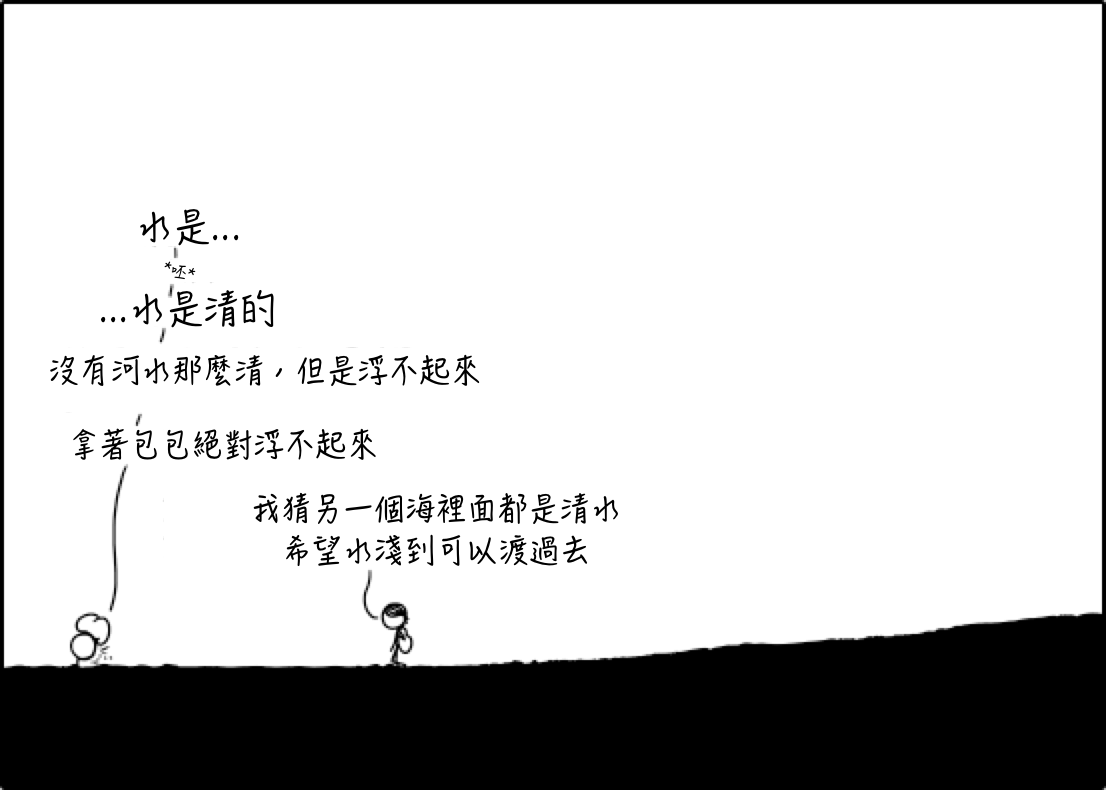 水是...
*呸*
...水是清的
沒有河水那麼清，但是浮不起來
拿著包包絕對浮不起來
我猜另一個海裡面都是清水
希望水淺到可以渡過去